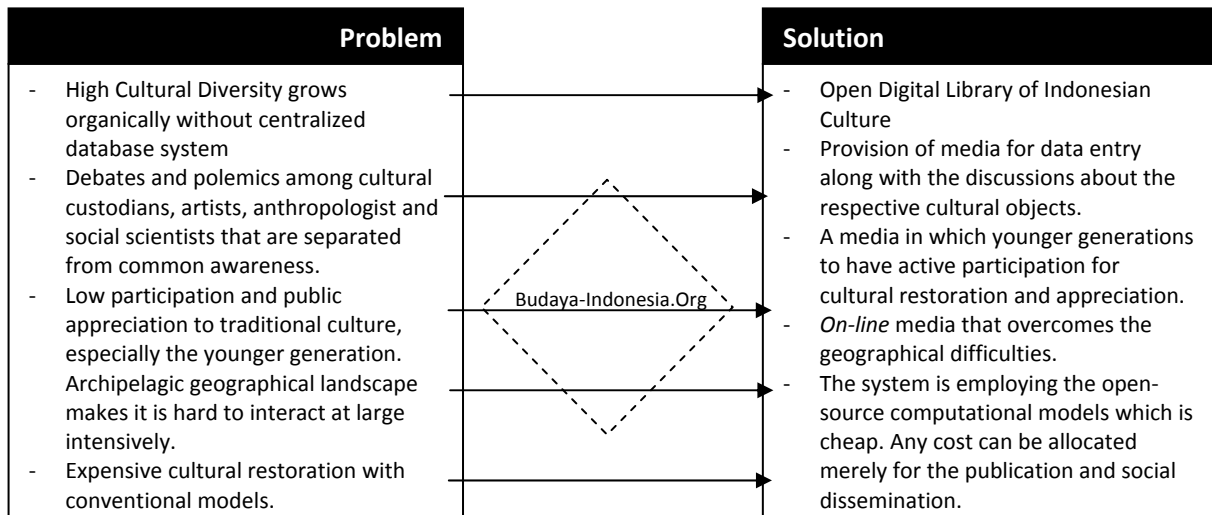 Problem
- High Cultural Diversity grows
organically without centralized
database system
- Debates and polemics among cultural
custodians, artists, anthropologist and
social scientists that are separated
from common awareness.
- Low participation and public
appreciation to traditional culture,
especially the younger generation.
Archipelagic geographical landscape
makes it is hard to interact at large
intensively.
- Expensive cultural restoration with
conventional models.
Budaya-Indonesia.Org
Solution
- Open Digital Library of Indonesian
Culture
- Provision of media for data entry
along with the discussions about the
respective cultural objects.
- A media in which younger generations
to have active participation for
cultural restoration and appreciation.
- On-line media that overcomes the
geographical difficulties.
- The system is employing the open-
source computational models which is
cheap. Any cost can be allocated
merely for the publication and social
dissemination.